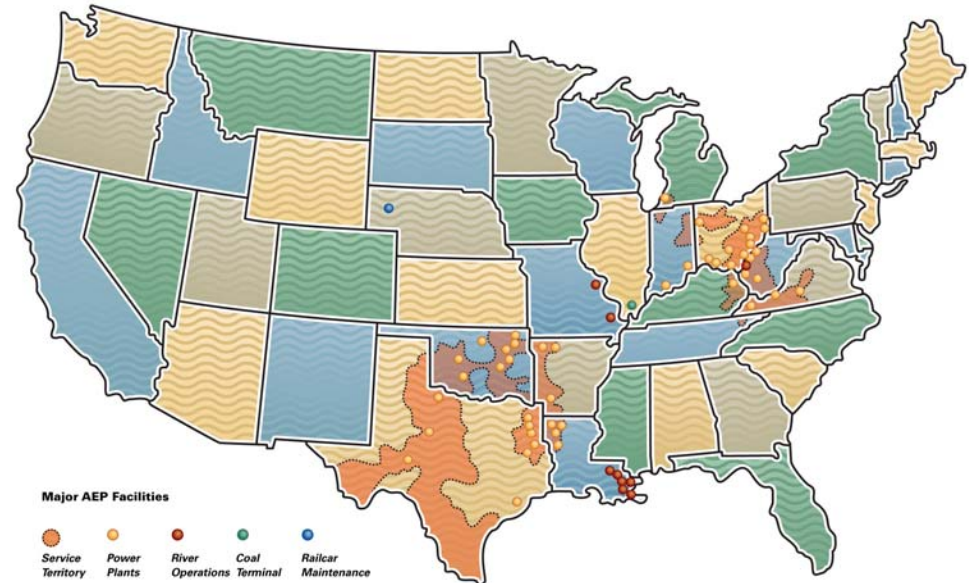 Major AEP Facilities
Service Power River Coal Railcar
Territory Plants Operations Terminal Maintenance